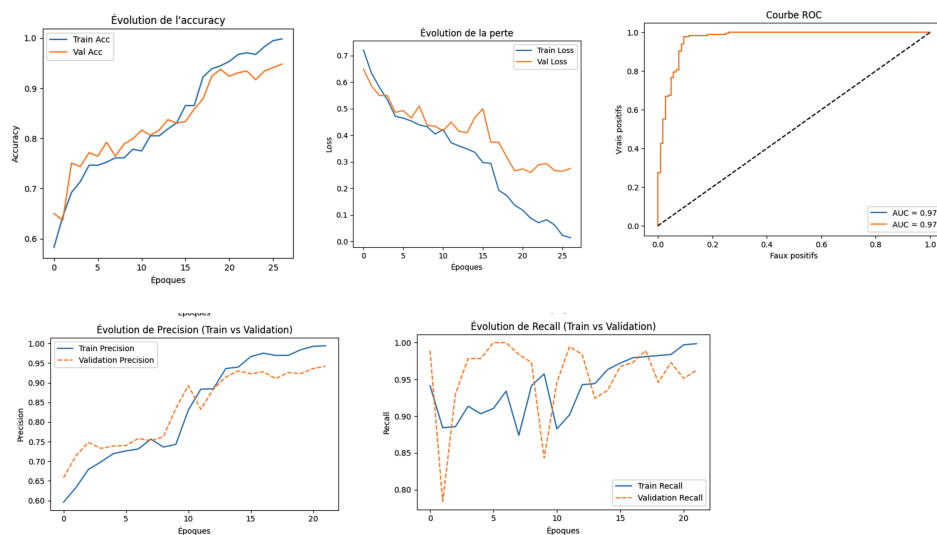 Évolution de l'accuracy
Train Acc
Val Acc
1.0
0.9
0.8
0.7
0.6
Accuracy
0 5 10 15 20 25
Époques
Évolution de la perte
Train Loss
Val Loss
0.7
0.6
0.5
0.4
0.3
0.2
0.1
0.0
Loss
0 5 10 15 20 25
Époques
Courbe ROC
1.0
0.8
0.6
0.4
0.2
0.0
Vrais positifs
AUC = 0.97
AUC = 0.97
0.0 0.2 0.4 0.6 0.8 1.0
Faux positifs
Évolution de Precision (Train vs Validation)
Train Precision
Validation Precision
1.00
0.95
0.90
0.85
0.80
0.75
0.70
0.65
0.60
Precision
0 5 10 15 20
Époques
Évolution de Recall (Train vs Validation)
1.00
0.95
0.90
0.85
0.80
Recall
Train Recall
Validation Recall
0 5 10 15 20
Époques